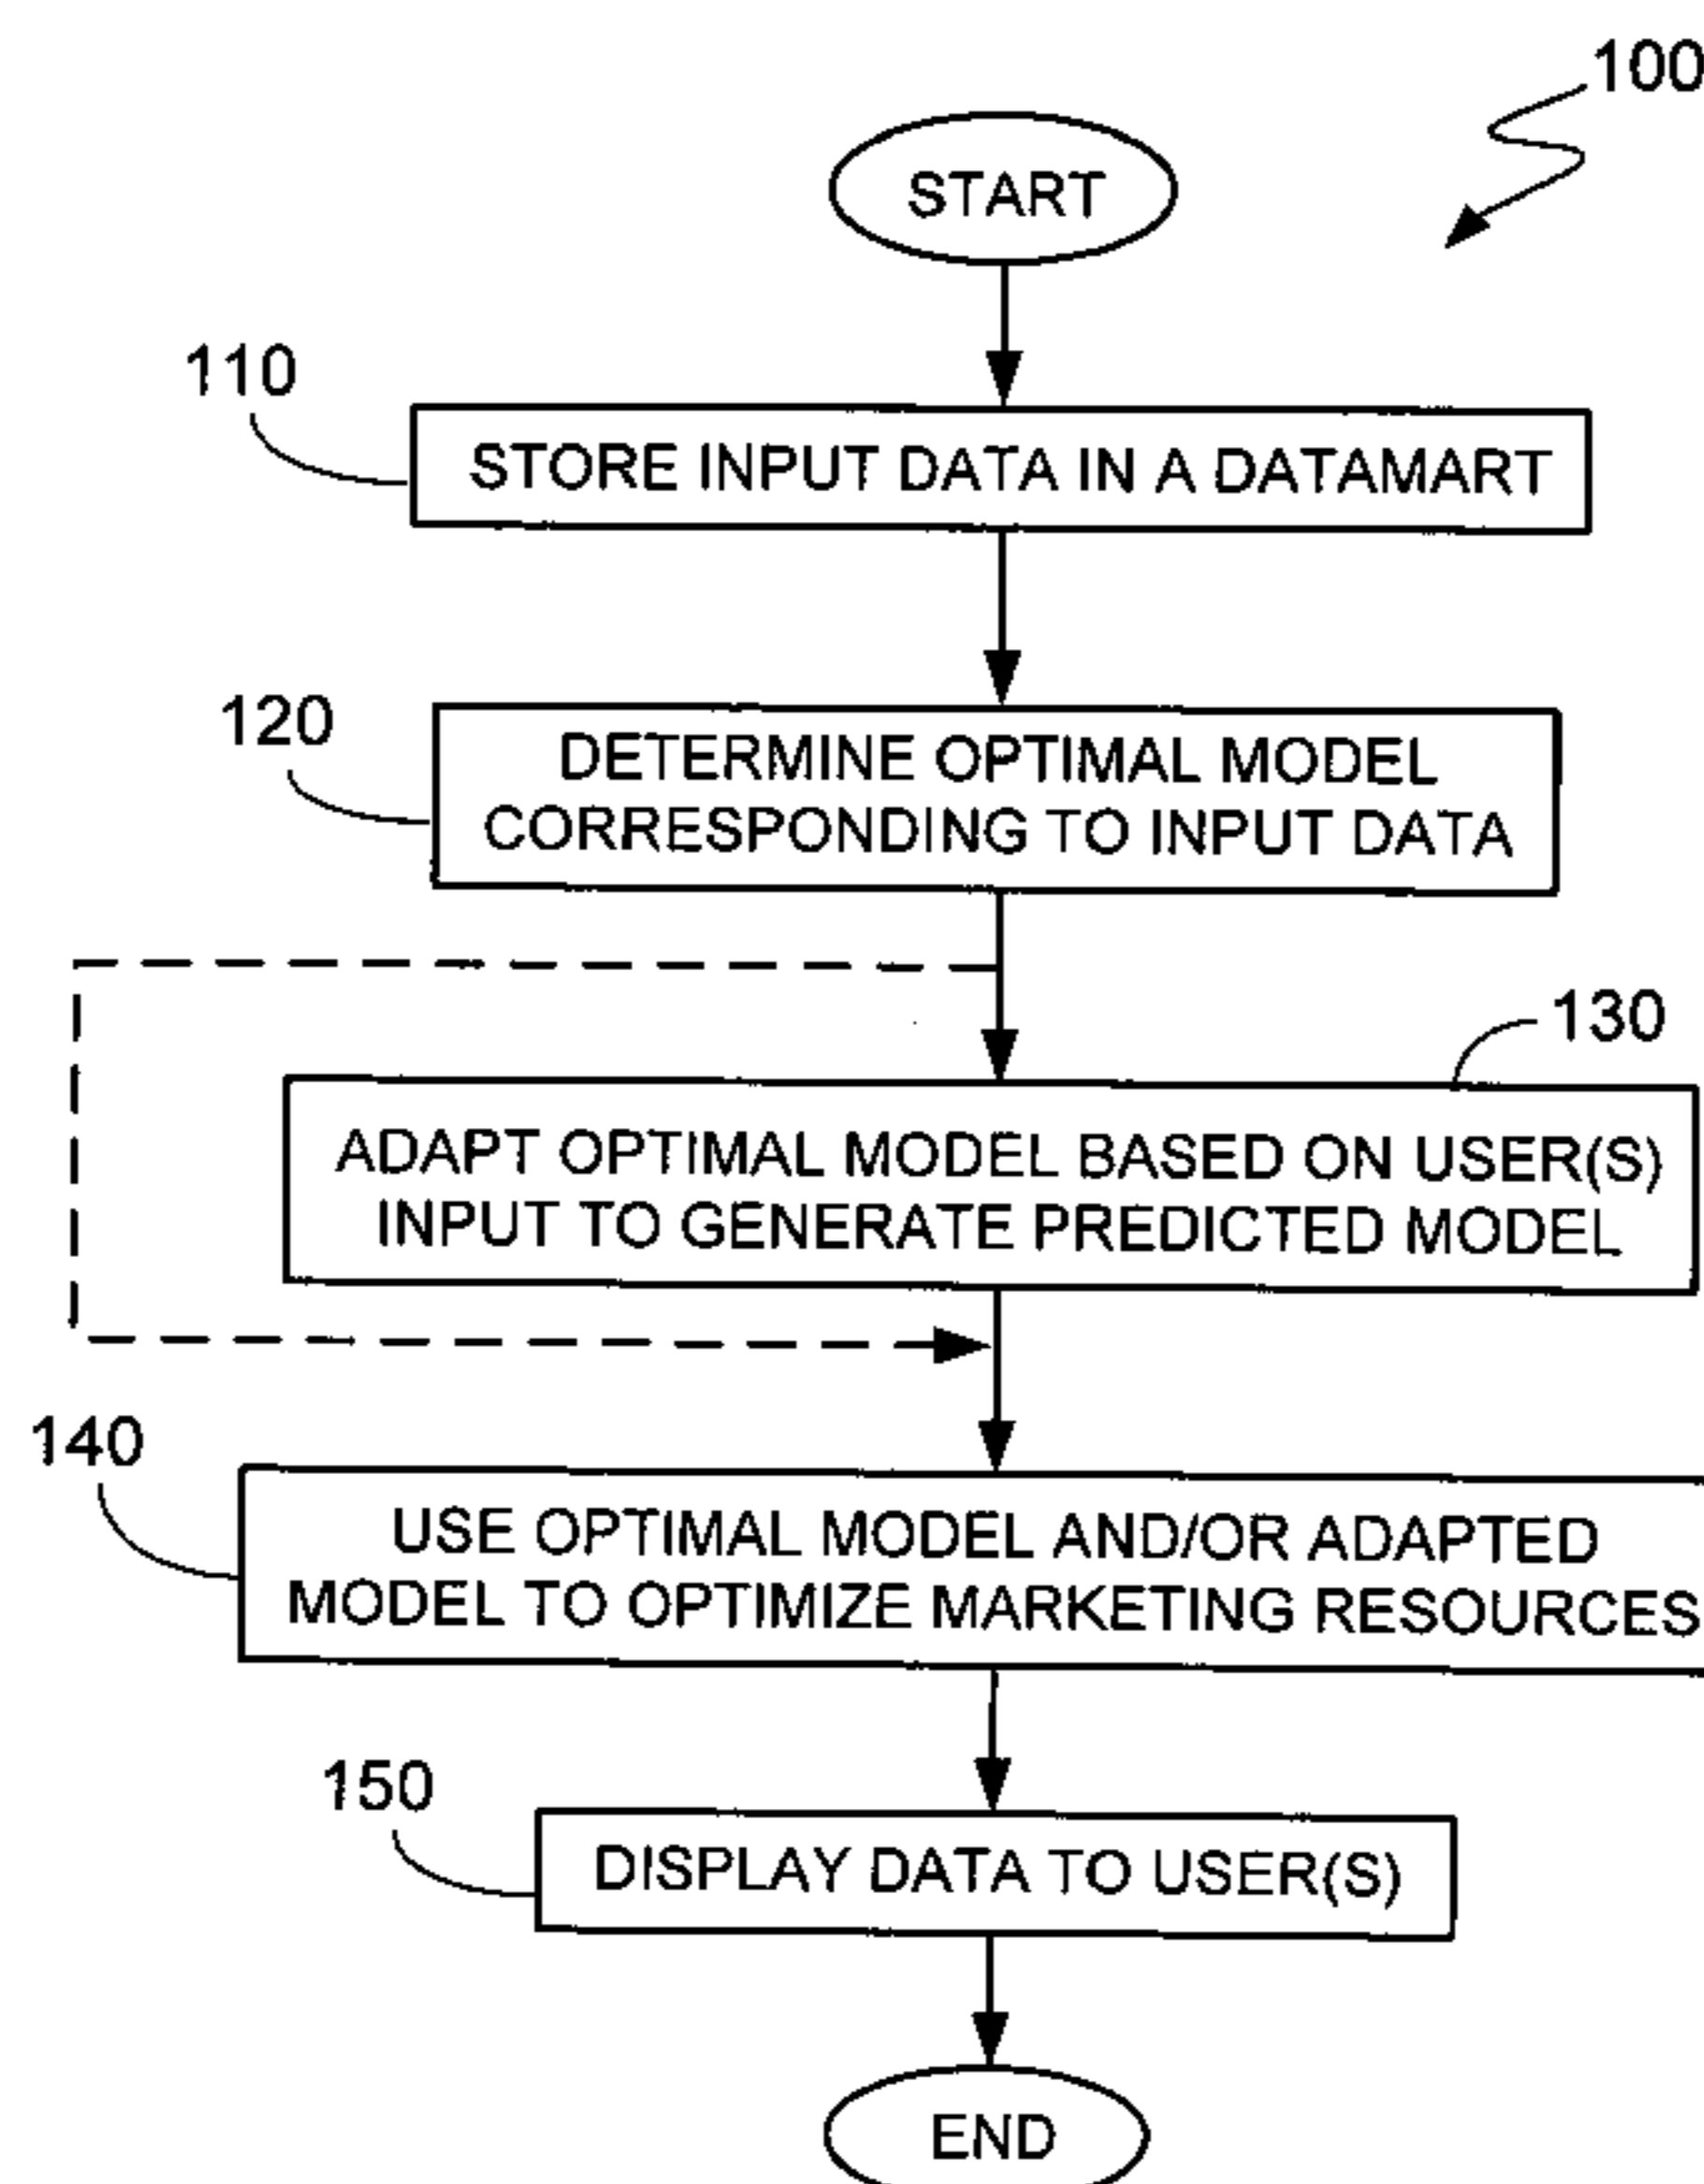 100
START
110
STORE INPUT DATA IN A DATAMART
120
DETERMINE OPTIMAL MODEL
CORRESPONDING TO INPUT DATA
130
ADAPT OPTIMAL MODEL BASED ON USER(S)
INPUT TO GENERATE PREDICTED MODEL
140
USE OPTIMAL MODEL AND/OR ADAPTED
MODEL TO OPTIMIZE MARKETING RESOURCES
150
DISPLAY DATA TO USER(S)
END